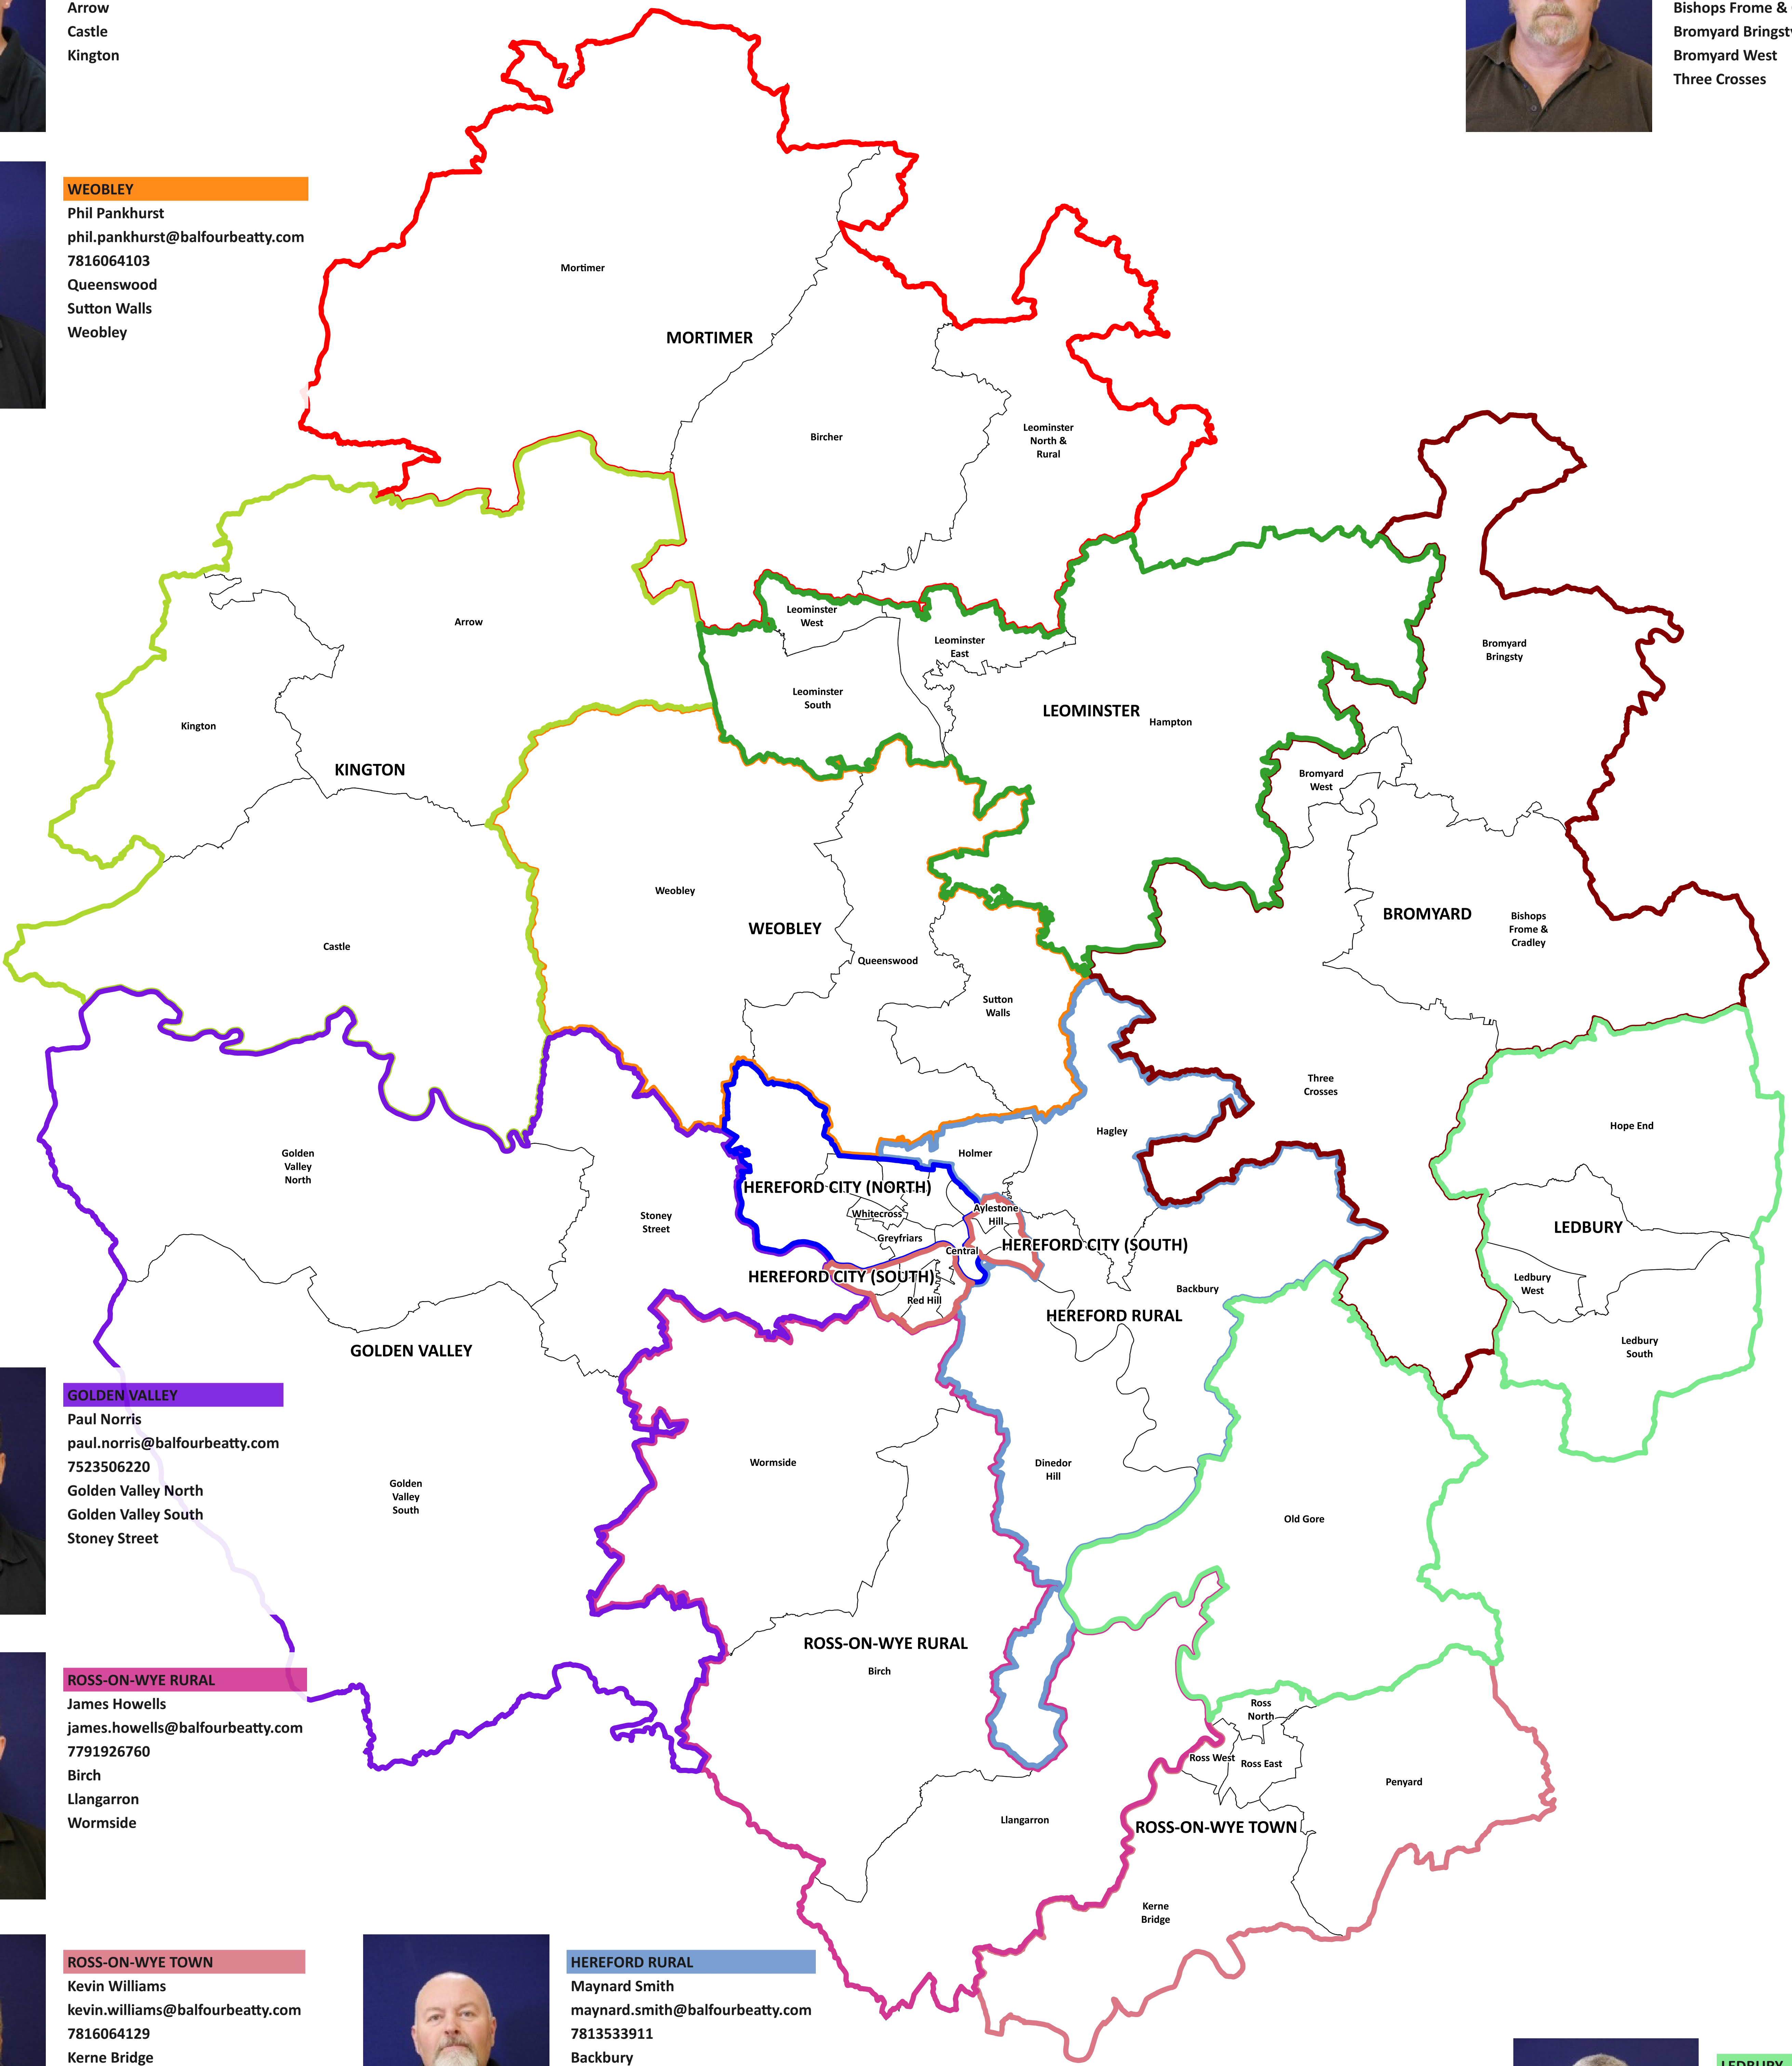 Arrow
Castle
Kington
Bishops Frome &
Bromyard
Bromyard West
Three Crosses
WEOBLEY
Phil Pankhurst
phil.pankhurst@balfourbeatty.com
7816064103
Queenswood
Sutton Walls
Weobley
Mortimer
MORTIMER
Bircher
Leominster
North &
Rural
Leominster
West
Arrow
Leominster
East
Bromyard
Bringsty
Leominster
South
LEOMINSTER
Hampton
Kington
KINGTON
Bromyard
West
Weobley
WEOBLEY
BROMYARD
Bishops
Frome &
Cradley
Castle
Queenswood
Sutton
Walls
Three
Crosses
Hope End
Hagley
Golden
Valley
North
Holmer
HEREFORD CITY (NORTH)
Stoney
Street
Whitecross
Aylestone
Hill
LEDBURY
Greyfriars
Central
HEREFORD CITY (SOUTH)
HEREFORD CITY (SOUTH)
Ledbury
West
Backbury
Red Hill
HEREFORD RURAL
Ledbury
South
GOLDEN VALLEY
GOLDEN VALLEY
Paul Norris
paul.norris@balfourbeatty.com
7523506220
Golden Valley North
Golden Valley South
Stoney Street
Golden
Valley
South
Wormside
Dinedor
Hill
Old Gore
ROSS-ON-WYE RURAL
Birch
ROSS-ON-WYE RURAL
James Howells
james.howells@balfourbeatty.com
7791926760
Birch
Llangarron
Wormside
Ross
North
Ross West
Ross East
Penyard
Llangarron
ROSS-ON-WYE TOWN
Kerne
Bridge
ROSS-ON-WYE TOWN
Kevin Williams
kevin.williams@balfourbeatty.com
7816064129
Kerne Bridge
HEREFORD RURAL
Maynard Smith
maynard.smith@balfourbeatty.com
7813533911
Backbury
LEDBURY